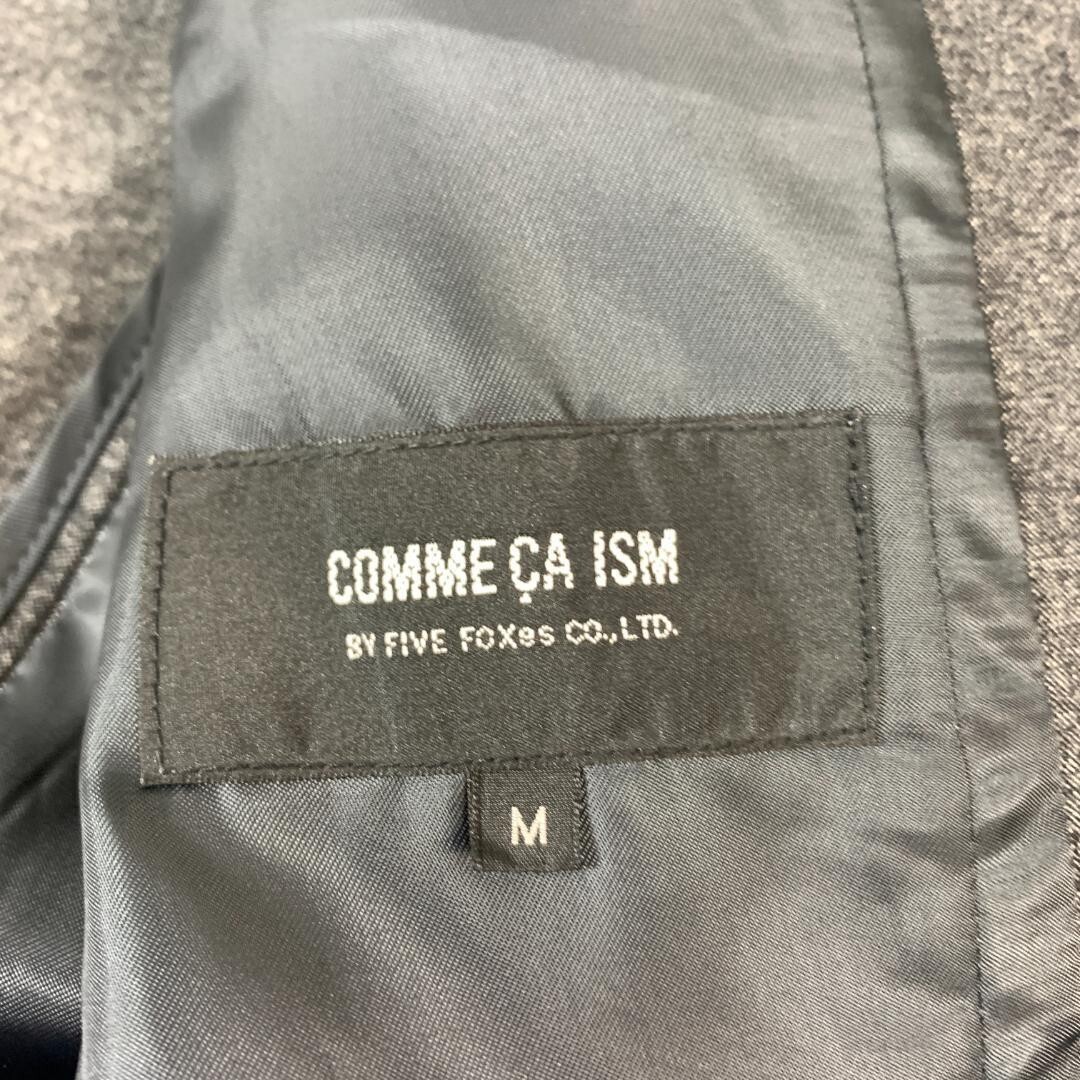 COMME ÇA ISM
BY FIVE FOXes CO.,LTD.
M